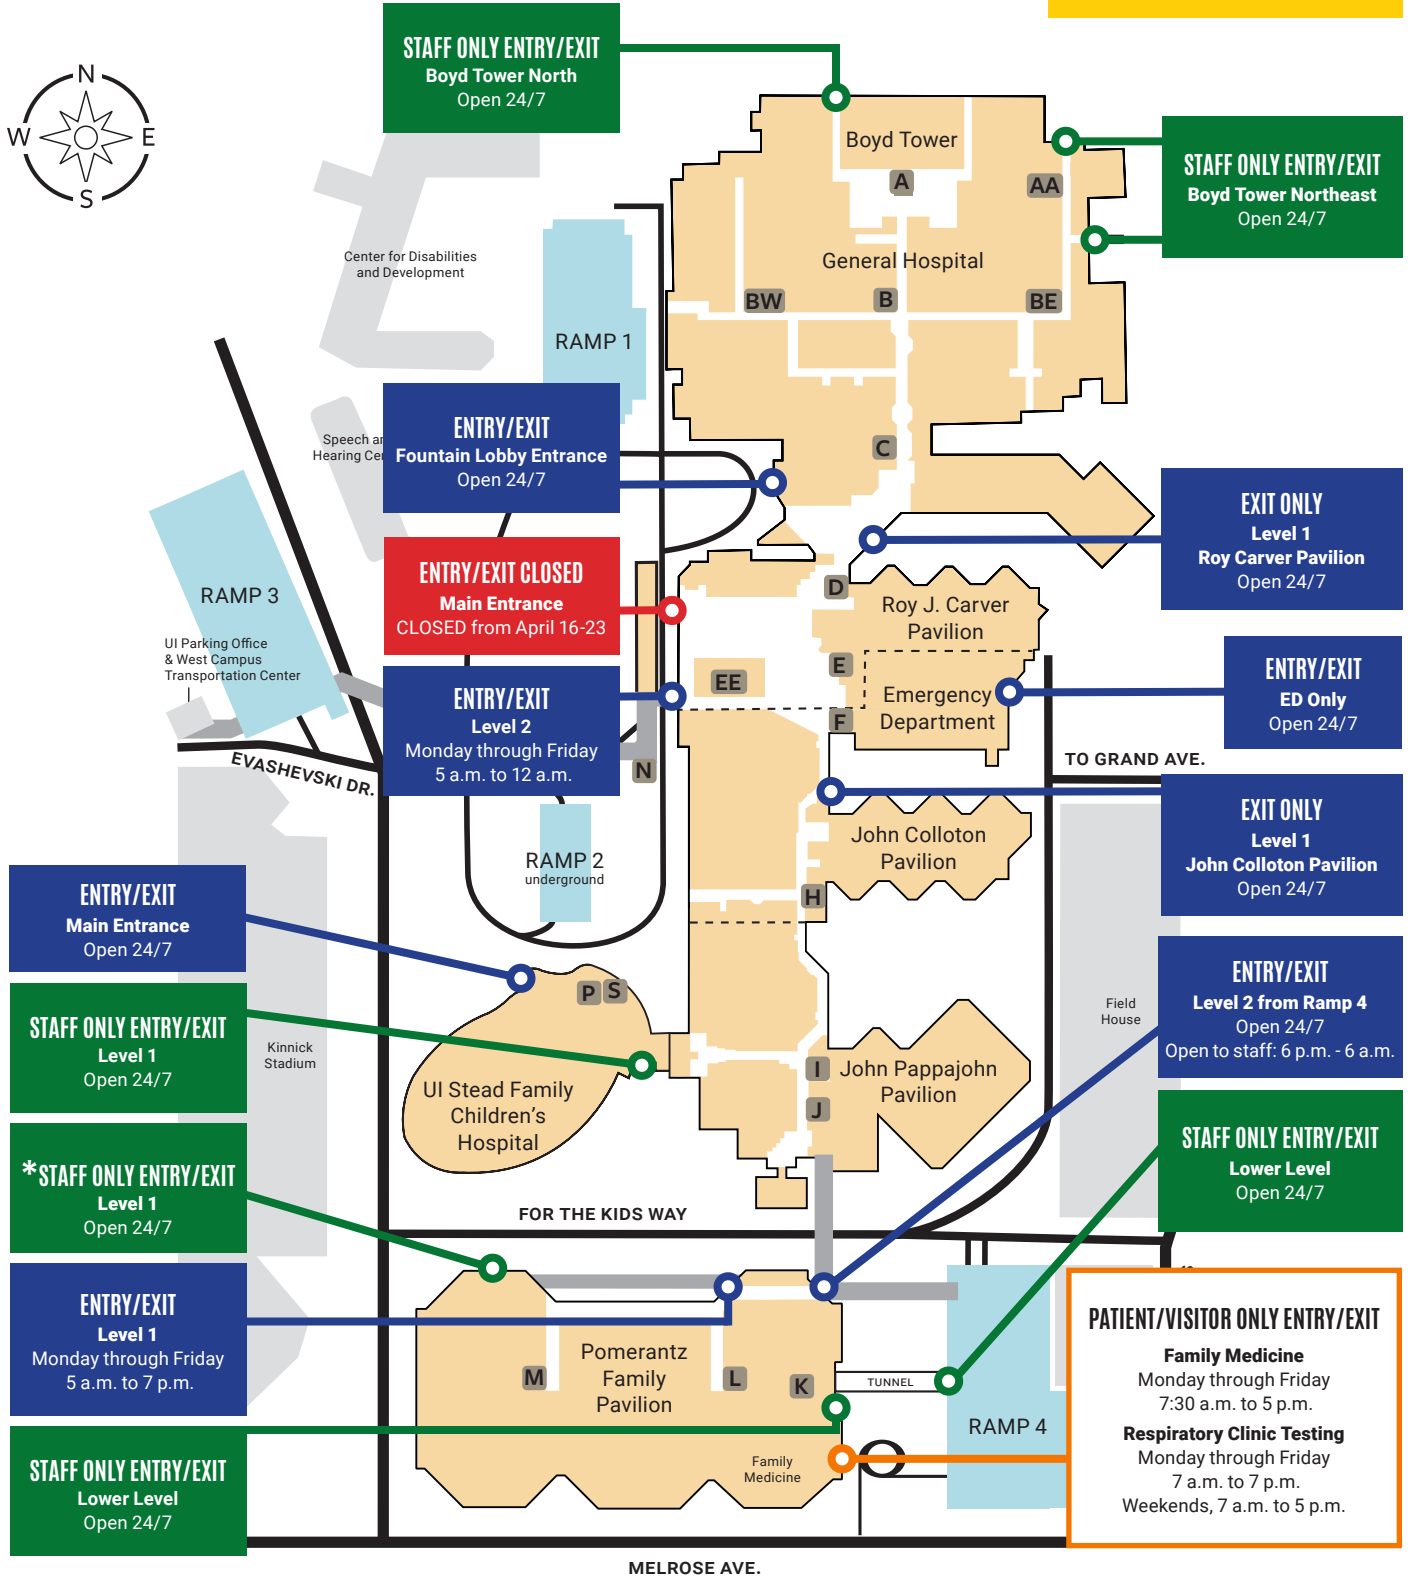 STAFF ONLY ENTRY/EXIT
Boyd Tower North
Open 24/7
N
W
E
S
Boyd Tower
A
AA
STAFF ONLY ENTRY/EXIT
Boyd Tower Northeast
Open 24/7
Center for Disabilities
and Development
General Hospital
BW
B
BE
RAMP 1
ENTRY/EXIT
Fountain Lobby Entrance
Open 24/7
Speech an
Hearing Cen
C
EXIT ONLY
Level 1
Roy Carver Pavilion
Open 24/7
ENTRY/EXIT CLOSED
Main Entrance
CLOSED from April 16-23
D
Roy J. Carver
Pavilion
RAMP 3
UI Parking Office
& West Campus
Transportation Center
E
EE
ENTRY/EXIT
Level 2
Monday through Friday
5 a.m. to 12 a.m.
Emergency
Department
F
ENTRY/EXIT
ED Only
Open 24/7
N
EVASHEVSKI DR.
TO GRAND AVE.
EXIT ONLY
Level 1
John Colloton Pavilion
Open 24/7
RAMP 2
underground
John Colloton
Pavilion
H
ENTRY/EXIT
Main Entrance
Open 24/7
P
S
ENTRY/EXIT
Level 2 from Ramp 4
Open 24/7
Open to staff: 6 p.m. - 6 a.m.
STAFF ONLY ENTRY/EXIT
Level 1
Open 24/7
Kinnick
Stadium
Field
House
UI Stead Family
Children's
Hospital
I
J
John Pappajohn
Pavilion
STAFF ONLY ENTRY/EXIT
Lower Level
Open 24/7
*STAFF ONLY ENTRY/EXIT
Level 1
Open 24/7
FOR THE KIDS WAY
ENTRY/EXIT
Level 1
Monday through Friday
5 a.m. to 7 p.m.
Pomerantz
Family
Pavilion
M
L
K
TUNNEL
RAMP 4
Family
Medicine
PATIENT/VISITOR ONLY ENTRY/EXIT
Family Medicine
Monday through Friday
7:30 a.m. to 5 p.m.
Respiratory Clinic Testing
Monday through Friday
7 a.m. to 7 p.m.
Weekends, 7 a.m. to 5 p.m.
STAFF ONLY ENTRY/EXIT
Lower Level
Open 24/7
MELROSE AVE.